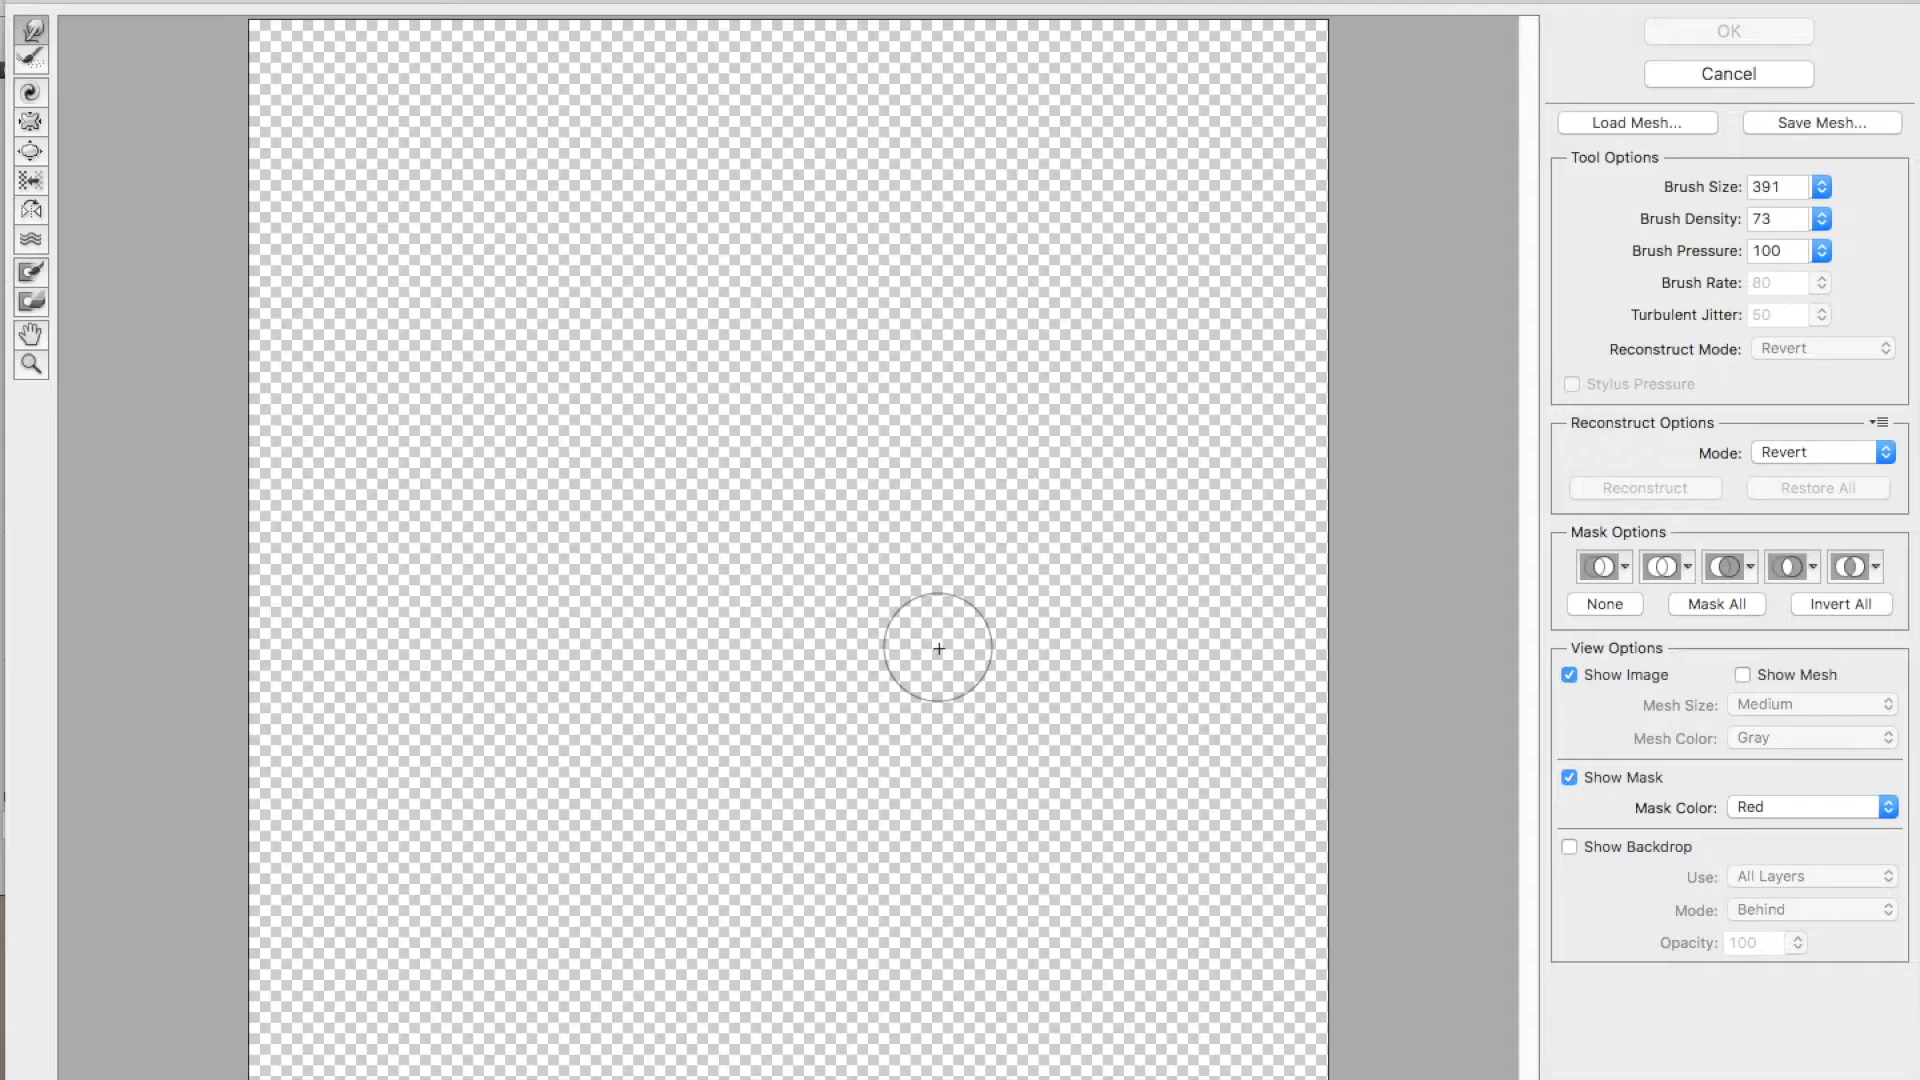 OK
Cancel
Load Mesh... Save Mesh...
Tool Options
Brush Size: 391
Brush Density: 73
Brush Pressure: 100
Brush Rate: 80
Turbulent Jitter: 50
Reconstruct Mode: Revert
Stylus Pressure
Reconstruct Options
Mode: Revert
Reconstruct Restore All
Mask Options
None Mask All Invert All
View Options
Show Image Show Mesh
Mesh Size: Medium
Mesh Color: Gray
Show Mask
Mask Color: Red
Show Backdrop
Use: All Layers
Mode: Behind
Opacity: 100